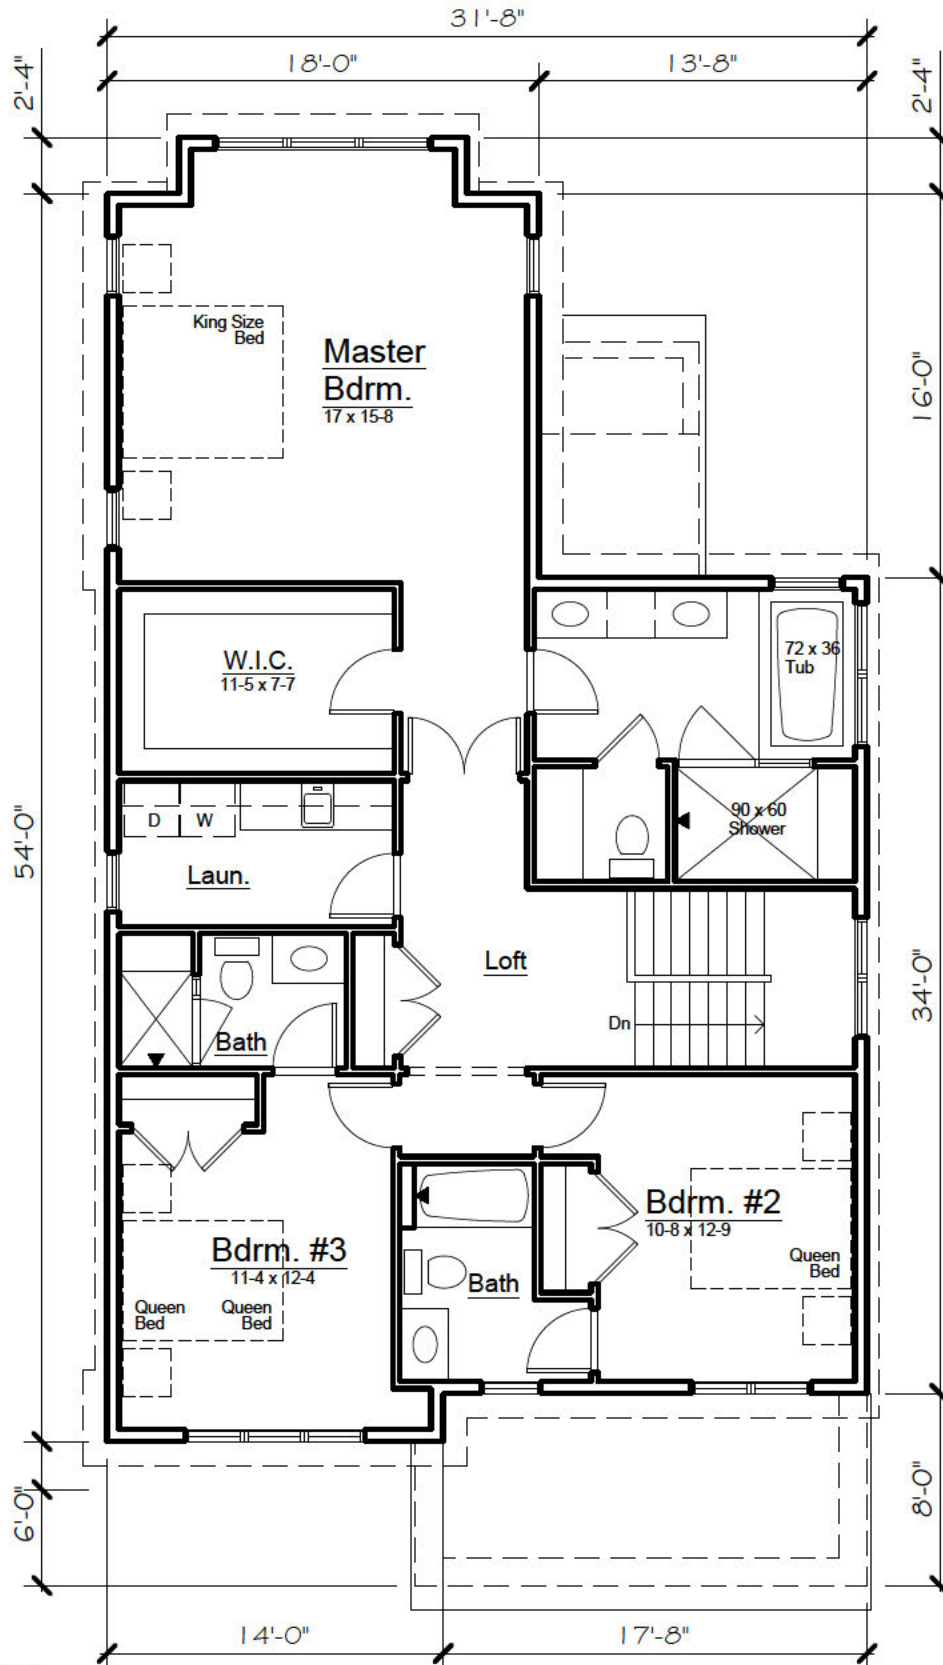 31'-8"
18'-0"
13'-8"
2'-4"
2'-4"
King Size
Bed
Master
Bdrm.
17 x 15-8
16'-0"
W.I.C.
11-5 x 7-7
72 x 36
Tub
D
W
90 x 60
Shower
54'-0"
Laun.
Loft
34'-0"
Dn
Bath
Bdrm. #2
10-8 x 12-9
Bdrm. #3
11-4 x 12-4
Queen
Bed
Bath
Queen
Bed
Queen
Bed
6'-0"
8'-0"
14'-0"
17'-8"